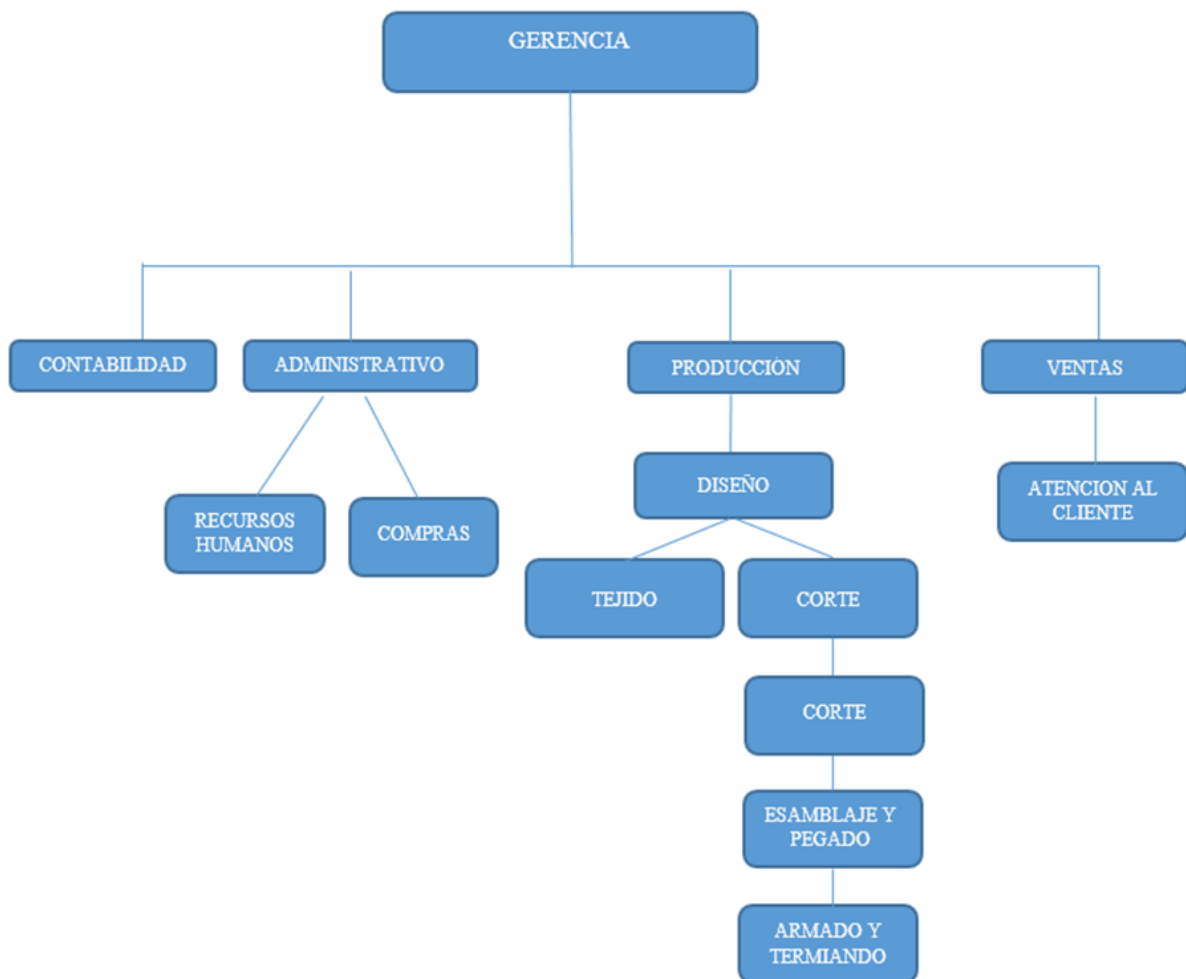 GERENCIA
CONTABILIDAD
ADMINISTRATIVO
PRODUCCIÓN
VENTAS
RECURSOS
HUMANOS
COMPRAS
DISEÑO
ATENCION AL
CLIENTE
TEJIDO
CORTE
CORTE
ESAMBLAJE Y
PEGADO
ARMADO Y
TERMIANDO